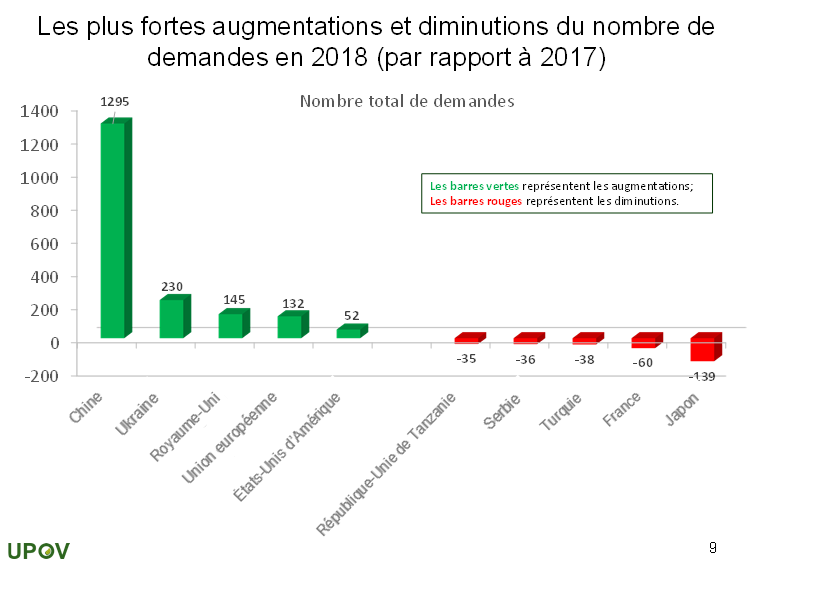 Les plus fortes augmentations et diminutions du nombre de
demandes en 2018 (par rapport à 2017)
Nombre total de demandes
1400
1200
1000
800
600
400
200
0
-200
1295
230
145
132
52
-35
-36
-38
-60
-139
Les barres vertes représentent les augmentations;
Les barres rouges représentent les diminutions.
Chine
Ukraine
Royaume-Uni
Union européenne
États-Unis d'Amérique
République-Unie de Tanzanie
Serbie
Turquie
France
Japon
UPOV
9